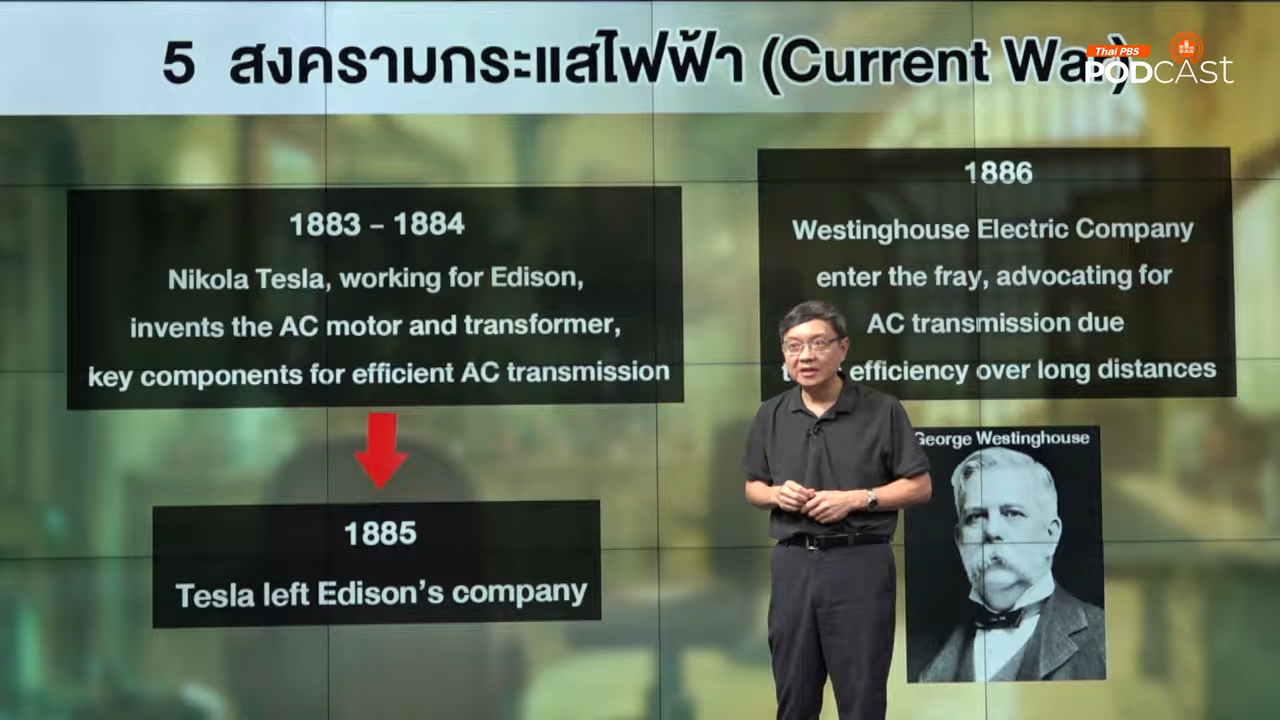 5 สงครามกระแสไฟฟ้า (Current War)
Thai PBS
PODCAST
1883 – 1884
Nikola Tesla, working for Edison,
invents the AC motor and transformer,
key components for efficient AC transmission
1885
Tesla left Edison's company
1886
Westinghouse Electric Company
enter the fray, advocating for
AC transmission due
efficiency over long distances
George Westinghouse